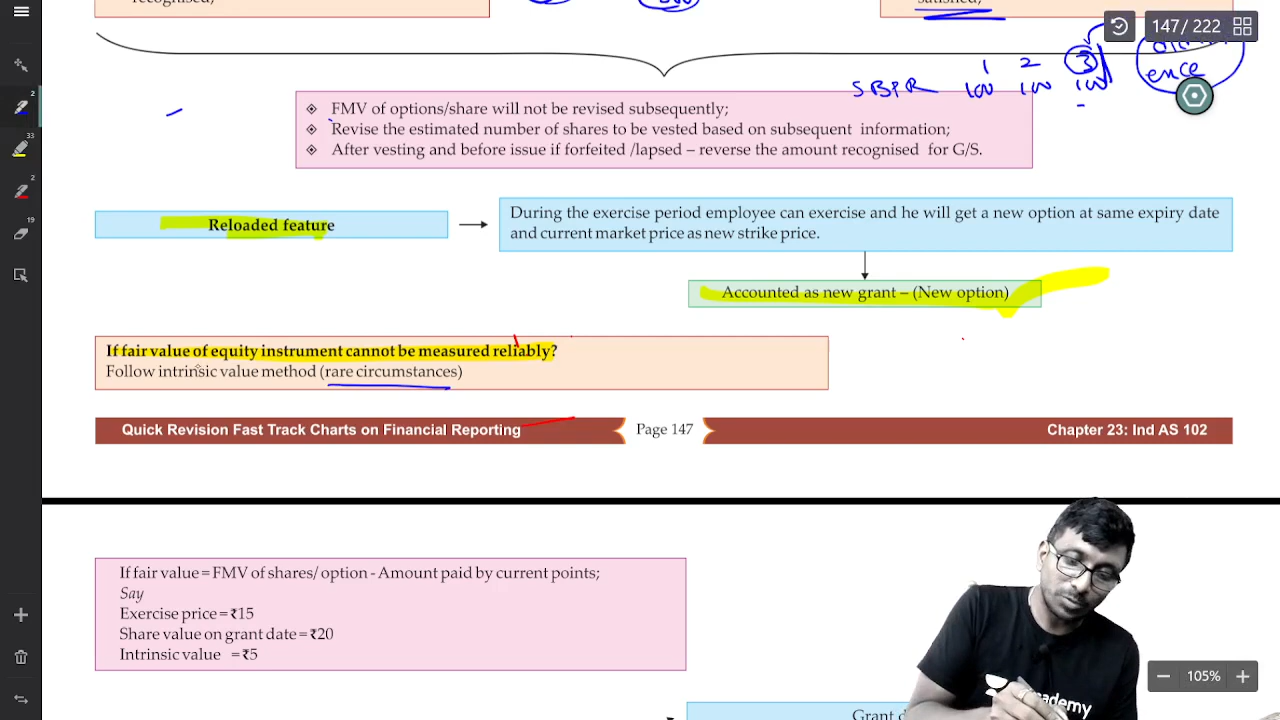 recognised;
satisfied;
147/ 222
1 2 3
ence
SBPR 100 100 100
FMV of options/share will not be revised subsequently;
Revise the estimated number of shares to be vested based on subsequent information;
After vesting and before issue if forfeited /lapsed – reverse the amount recognised for G/S.
Reloaded feature
During the exercise period employee can exercise and he will get a new option at same expiry date
and current market price as new strike price.
Accounted as new grant – (New option)
If fair value of equity instrument cannot be measured reliably?
Follow intrinsic value method (rare circumstances)
Quick Revision Fast Track Charts on Financial Reporting
Page 147
Chapter 23: Ind AS 102
If fair value = FMV of shares/ option - Amount paid by current points;
Say
Exercise price = ₹15
Share value on grant date = ₹20
Intrinsic value = ₹5
Grant d
105%
2
33
2
19